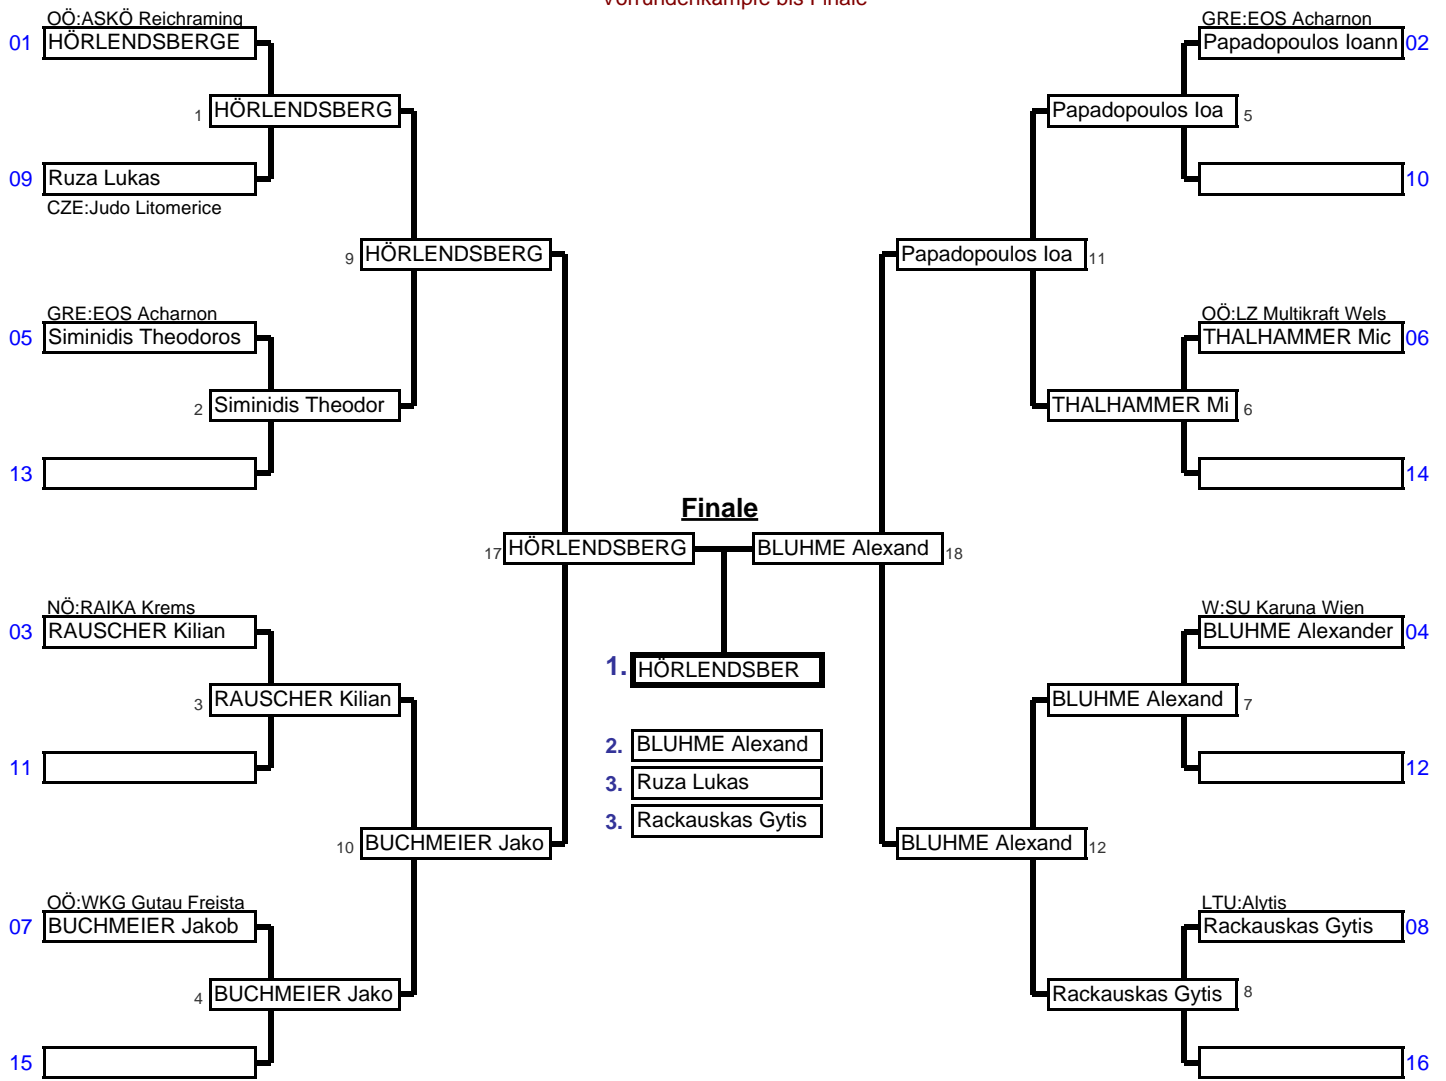 Vorrundenkämpfe bis Finale
OÖ:ASKÖ Reichraming
01 HÖRLENDSBERGE
1 HÖRLENDSBERG
09 Ruza Lukas
CZE:Judo Litomerice
9 HÖRLENDSBERG
GRE:EOS Acharnon
05 Siminidis Theodoros
2 Siminidis Theodor
13
17 HÖRLENDSBERG
NÖ:RAIKA Krems
03 RAUSCHER Kilian
3 RAUSCHER Kilian
11
10 BUCHMEIER Jako
OÖ:WKG Gutau Freista
07 BUCHMEIER Jakob
4 BUCHMEIER Jako
15
Finale
1. HÖRLENDSBER
2. BLUHME Alexand
3. Ruza Lukas
3. Rackauskas Gytis
GRE:EOS Acharnon
Papadopoulos Ioann 02
Papadopoulos Ioa 5
10
Papadopoulos Ioa 11
OÖ:LZ Multikraft Wels
THALHAMMER Mic 06
THALHAMMER Mi 6
14
BLUHME Alexand 18
W:SU Karuna Wien
BLUHME Alexander 04
BLUHME Alexand 7
12
BLUHME Alexand 12
LTU:Alytis
Rackauskas Gytis 08
Rackauskas Gytis 8
16